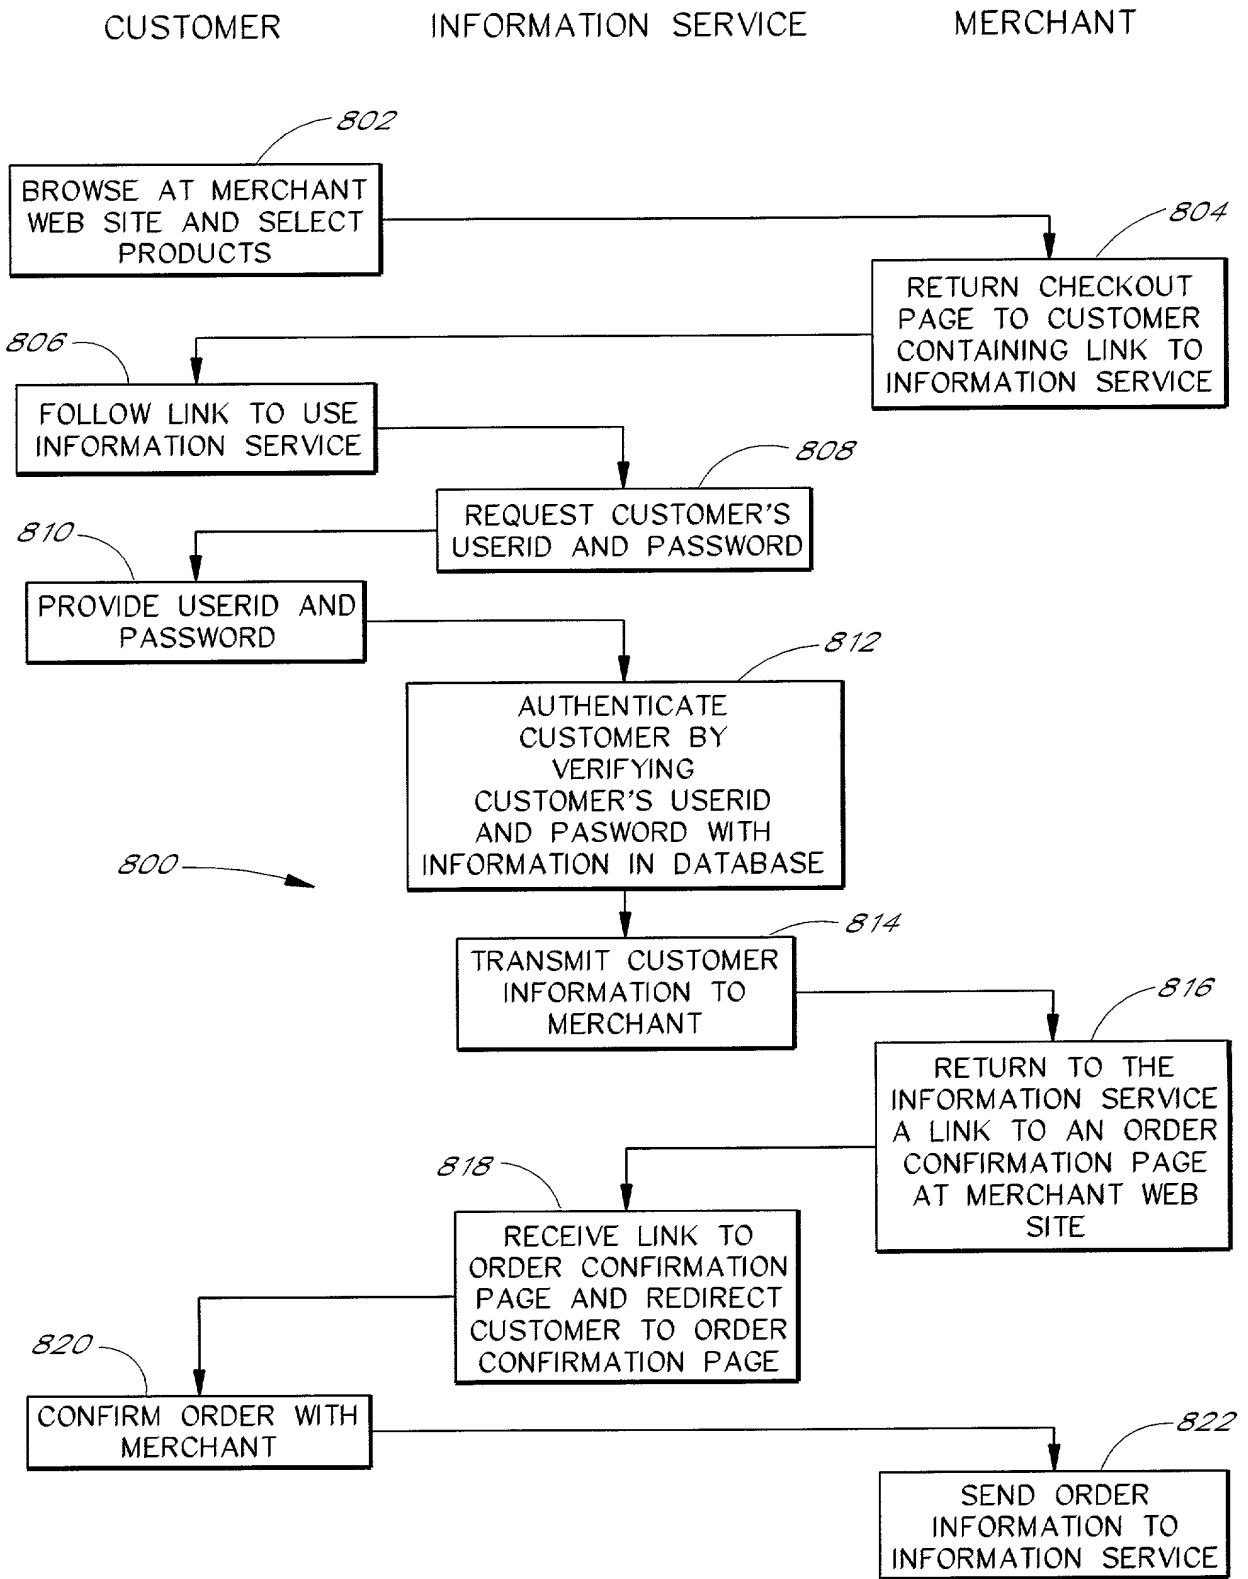 CUSTOMER INFORMATION SERVICE MERCHANT
802
BROWSE AT MERCHANT
WEB SITE AND SELECT
PRODUCTS
804
RETURN CHECKOUT
PAGE TO CUSTOMER
CONTAINING LINK TO
INFORMATION SERVICE
806
FOLLOW LINK TO USE
INFORMATION SERVICE
808
REQUEST CUSTOMER'S
USERID AND PASSWORD
810
PROVIDE USERID AND
PASSWORD
812
AUTHENTICATE
CUSTOMER BY
VERIFYING
CUSTOMER'S USERID
AND PASWORD WITH
INFORMATION IN DATABASE
800
814
TRANSMIT CUSTOMER
INFORMATION TO
MERCHANT
816
RETURN TO THE
INFORMATION SERVICE
A LINK TO AN ORDER
CONFIRMATION PAGE
AT MERCHANT WEB
SITE
818
RECEIVE LINK TO
ORDER CONFIRMATION
PAGE AND REDIRECT
CUSTOMER TO ORDER
CONFIRMATION PAGE
820
CONFIRM ORDER WITH
MERCHANT
822
SEND ORDER
INFORMATION TO
INFORMATION SERVICE